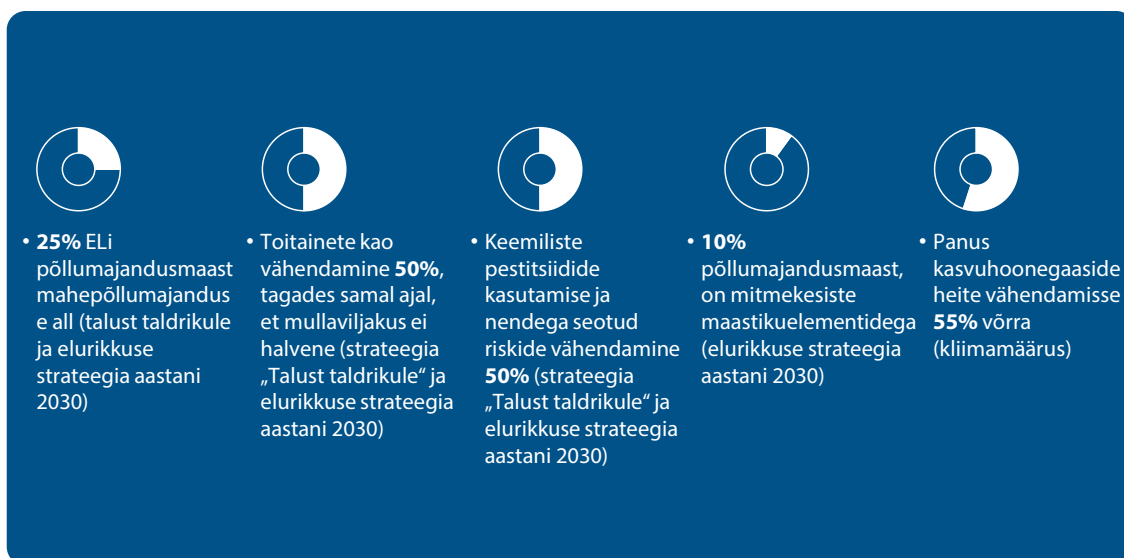 • 25% ELi
põllumajandusmaast
mahepõllumajandus
e all (talust taldrikule
ja elurikkuse
strateegia aastani
2030)
• Toitainete kao
vähendamine 50%,
tagades samal ajal,
et mullaviljakus ei
halvene (strateegia
„Talust taldrikule“ ja
elurikkuse strateegia
aastani 2030)
• Keemiliste
pestitsiidide
kasutamise ja
nendega seotud
riskide vähendamine
50% (strateegia
„Talust taldrikule“ ja
elurikkuse strateegia
aastani 2030)
• 10%
põllumajandusmaast,
on mitmekesiste
maastikuelementidega
(elurikkuse strateegia
aastani 2030)
• Panus
kasvuhoonegaaside
heite vähendamisse
55% võrra
(kliimamäärus)